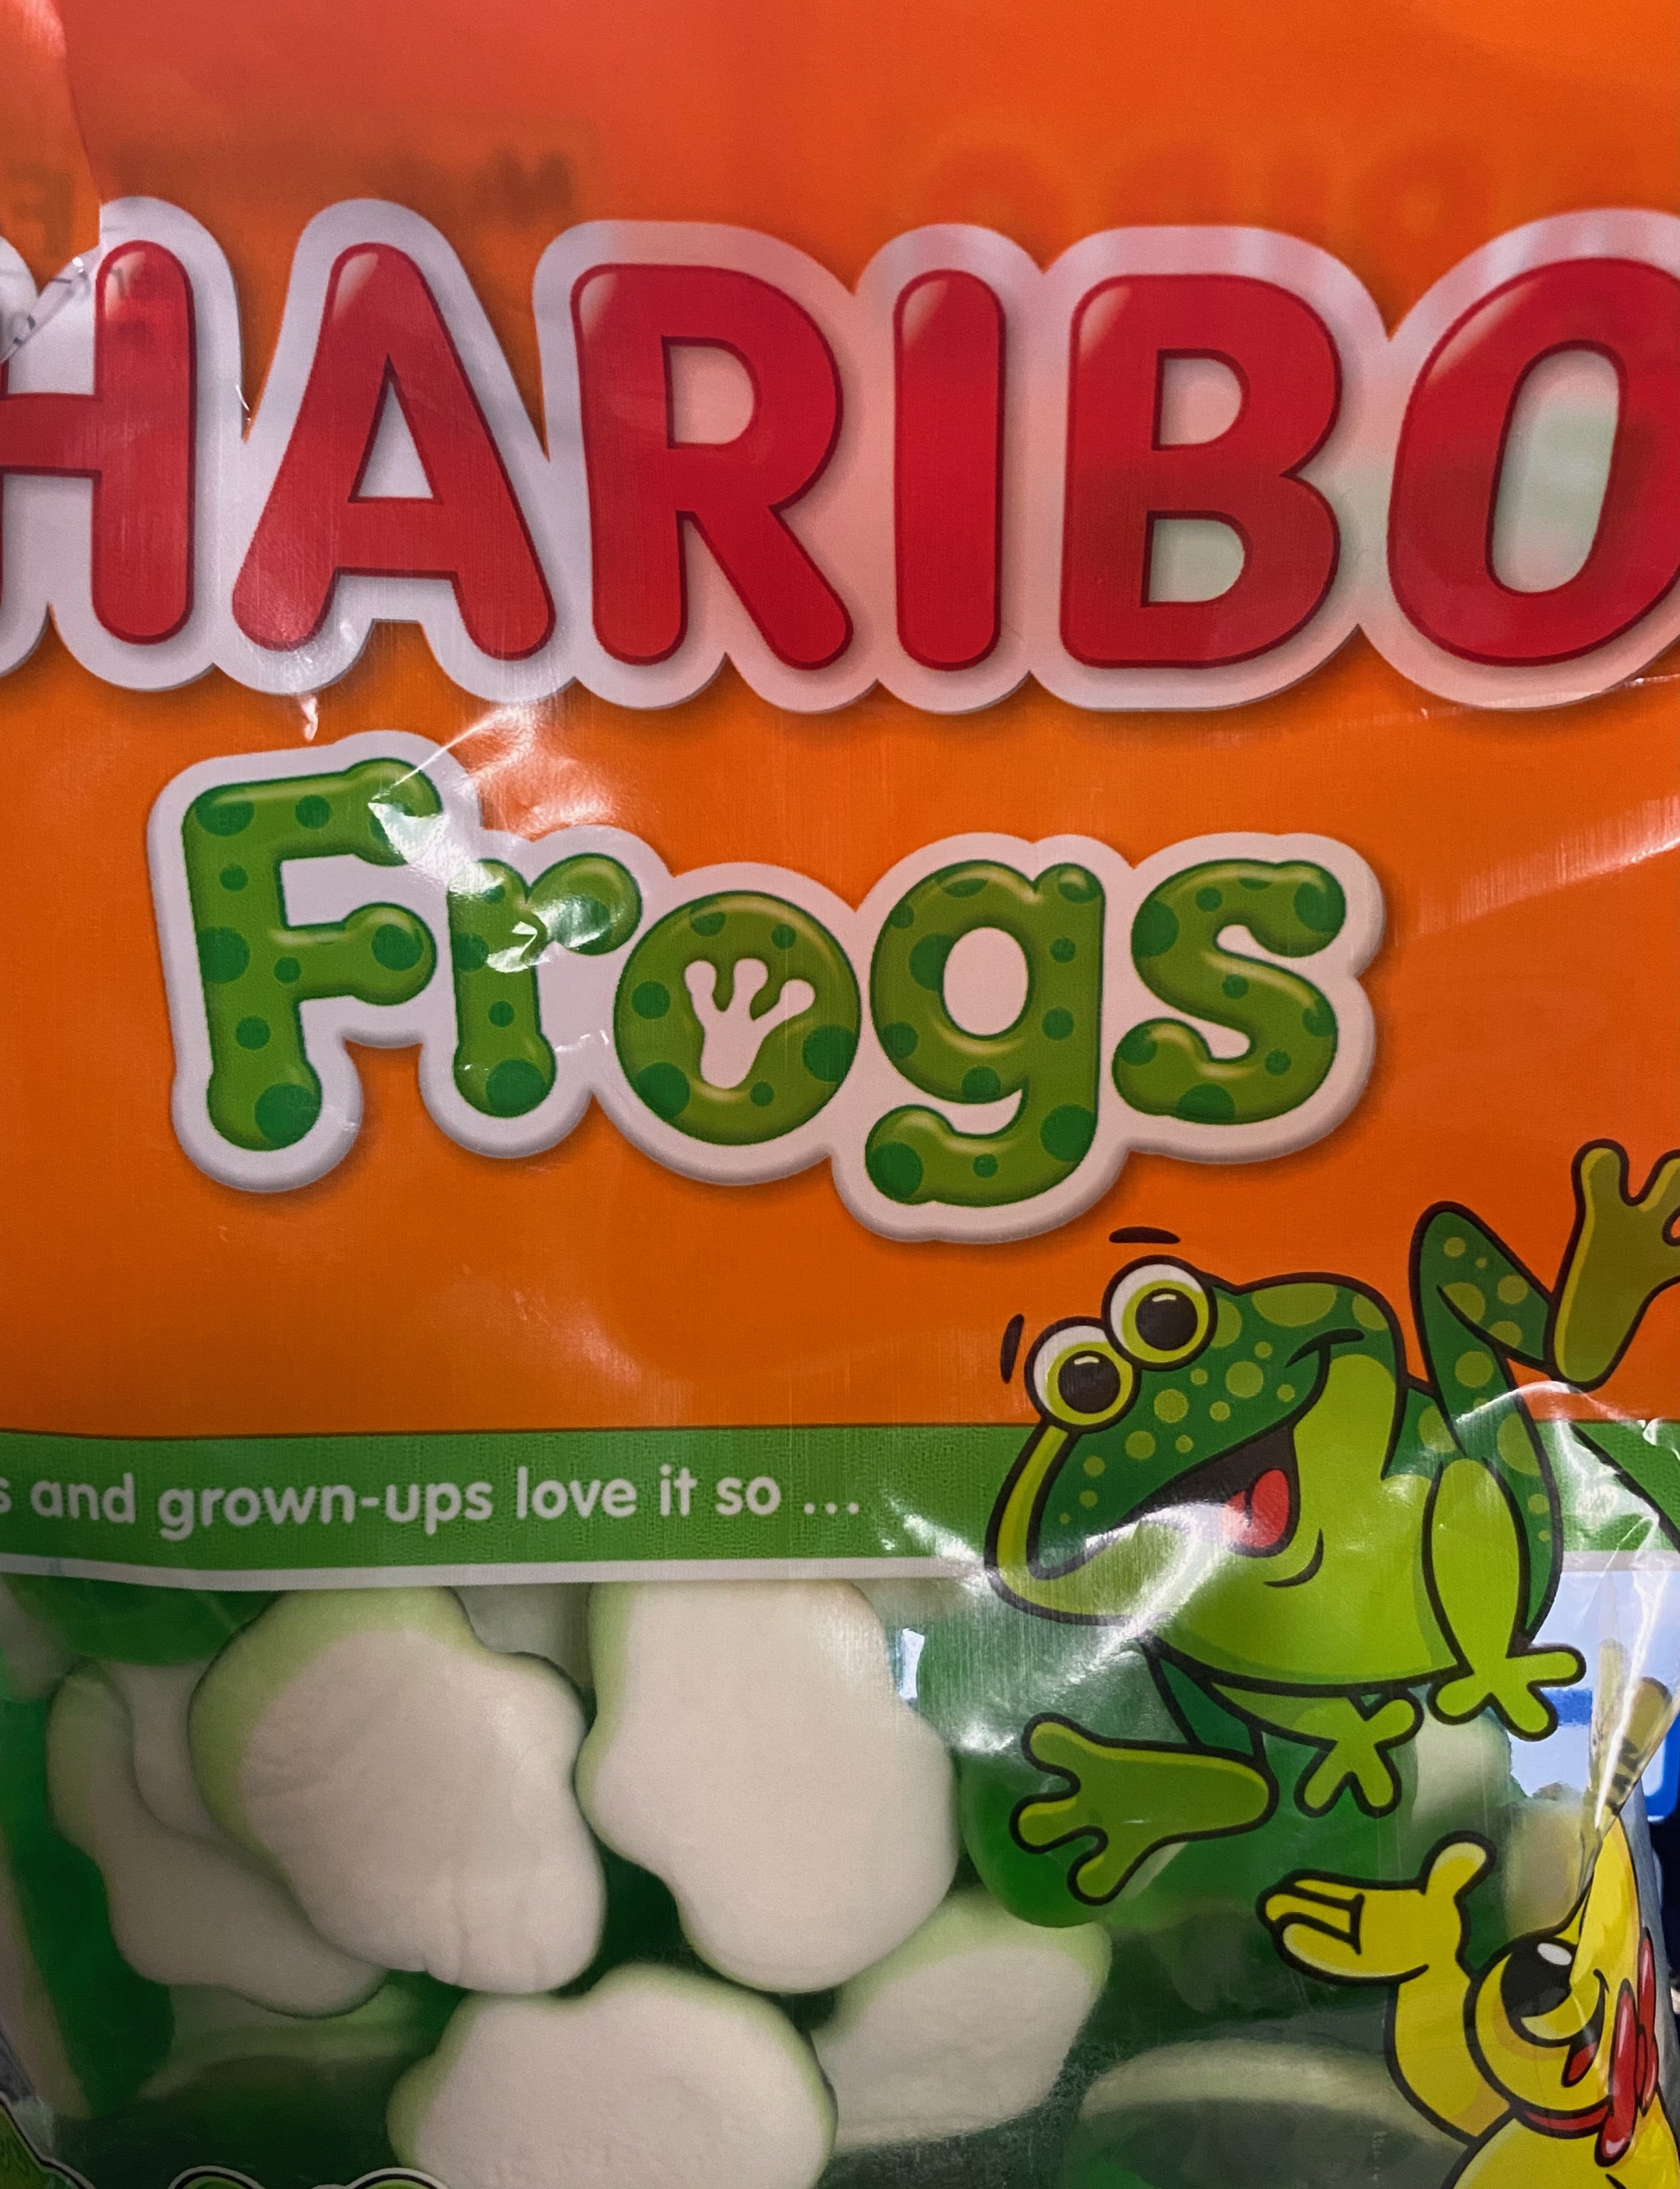 HARIBO
Frogs
s and grown-ups love it so ...